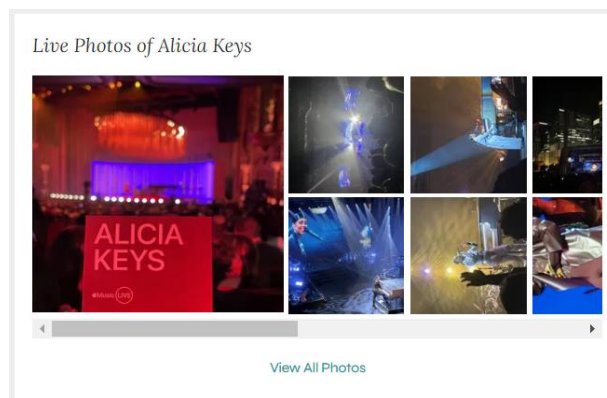 Live Photos of Alicia Keys
ALICIA
KEYS
Music LIVE
View All Photos